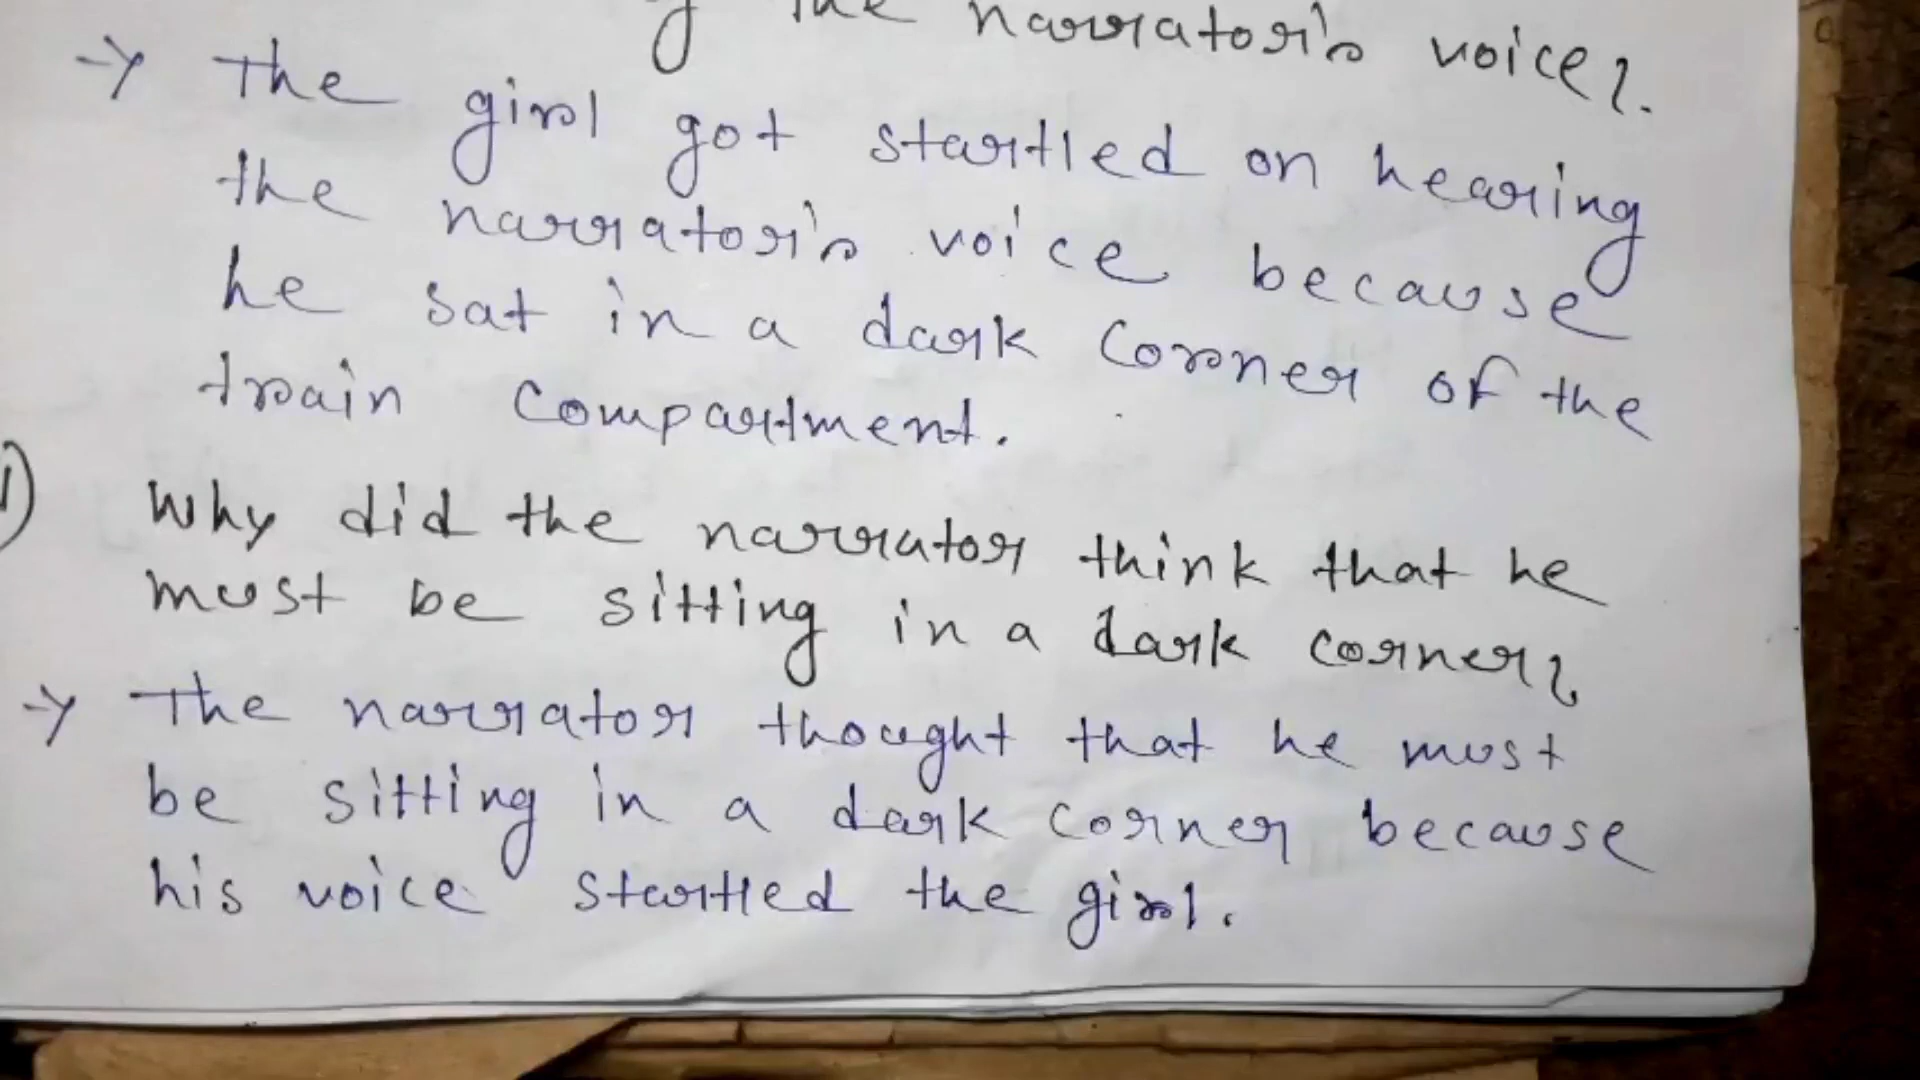 the narrator's voice?.
→ The girl got startled on hearing
the narrator's voice because
he sat in a dark corner of the
train compartment.
Why did the narrator think that he
must be sitting in a dark corner?
→ The narrator thought that he must
be sitting in a dark corner because
his voice startled the girl.